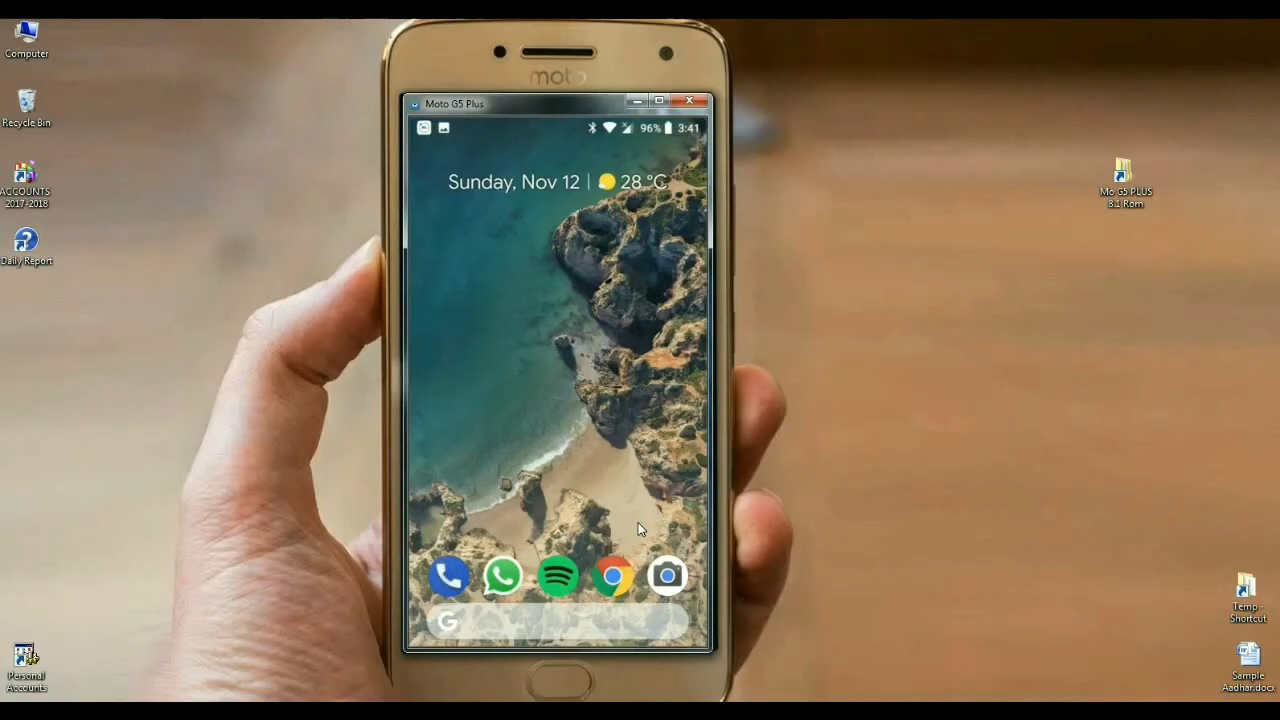 Computer
Recycle Bin
ACCOUNTS
2017-2018
Daily Report
Personal
Accounts
moto
Moto G5 Plus
96% 3:41
Sunday, Nov 12 | 28 °C
G
Mo G5 PLUS
8.1 Rom
Temp -
Shortcut
Sample
Aadhar.docx